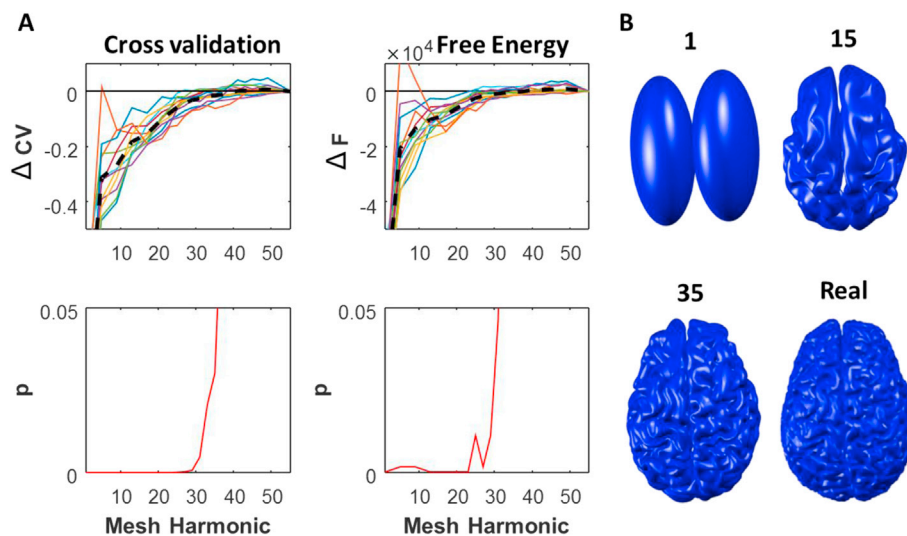 A
Cross validation
0
-0.2
-0.4
Δ CV
10 20 30 40 50
×10⁴
Free Energy
0
-2
-4
Δ F
10 20 30 40 50
0.05
0
p
10 20 30 40 50
Mesh Harmonic
0.05
0
p
10 20 30 40 50
Mesh Harmonic
B
1
15
35
Real